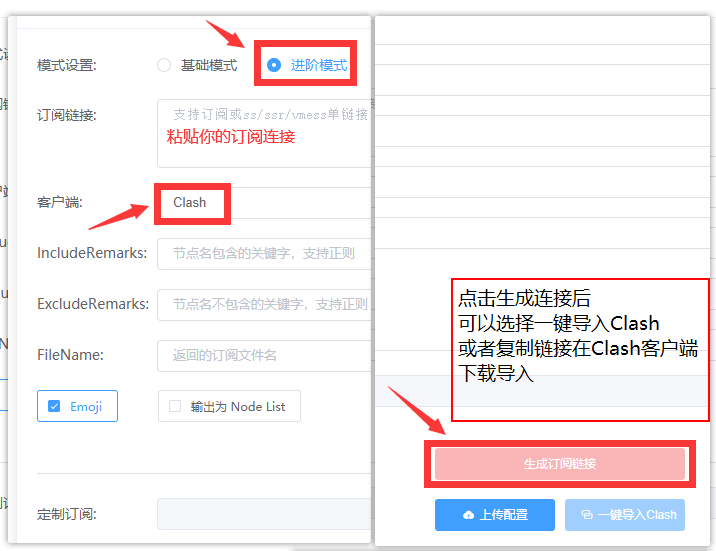 模式设置:
基础模式
进阶模式
订阅链接:
支持订阅或ss/ssr/vmess单链接
粘贴你的订阅连接
客户端:
Clash
IncludeRemarks:
节点名包含的关键字，支持正则
ExcludeRemarks:
节点名不包含的关键字，支持正则
FileName:
返回的订阅文件名
Emoji
输出为 Node List
定制订阅:
点击生成连接后
可以选择一键导入Clash
或者复制链接在Clash客户端
下载导入
生成订阅链接
上传配置
一键导入Clash